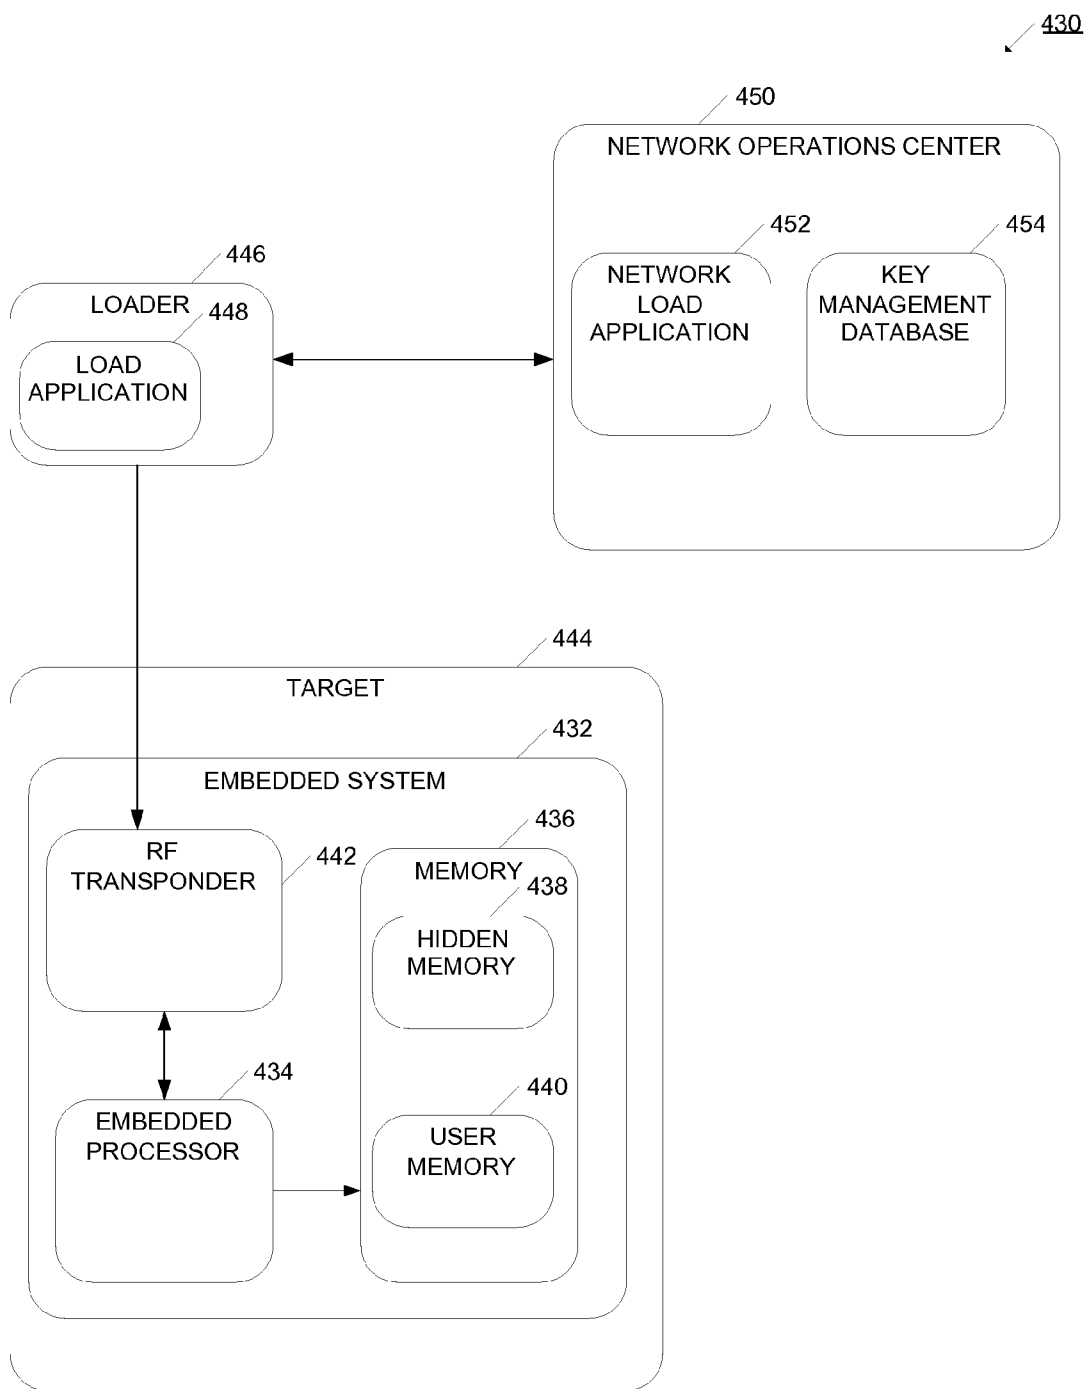 430
450
NETWORK OPERATIONS CENTER
452
454
NETWORK
LOAD
APPLICATION
KEY
MANAGEMENT
DATABASE
446
LOADER
448
LOAD
APPLICATION
444
TARGET
432
EMBEDDED SYSTEM
RF
TRANSPONDER
442
436
MEMORY
438
HIDDEN
MEMORY
434
EMBEDDED
PROCESSOR
440
USER
MEMORY